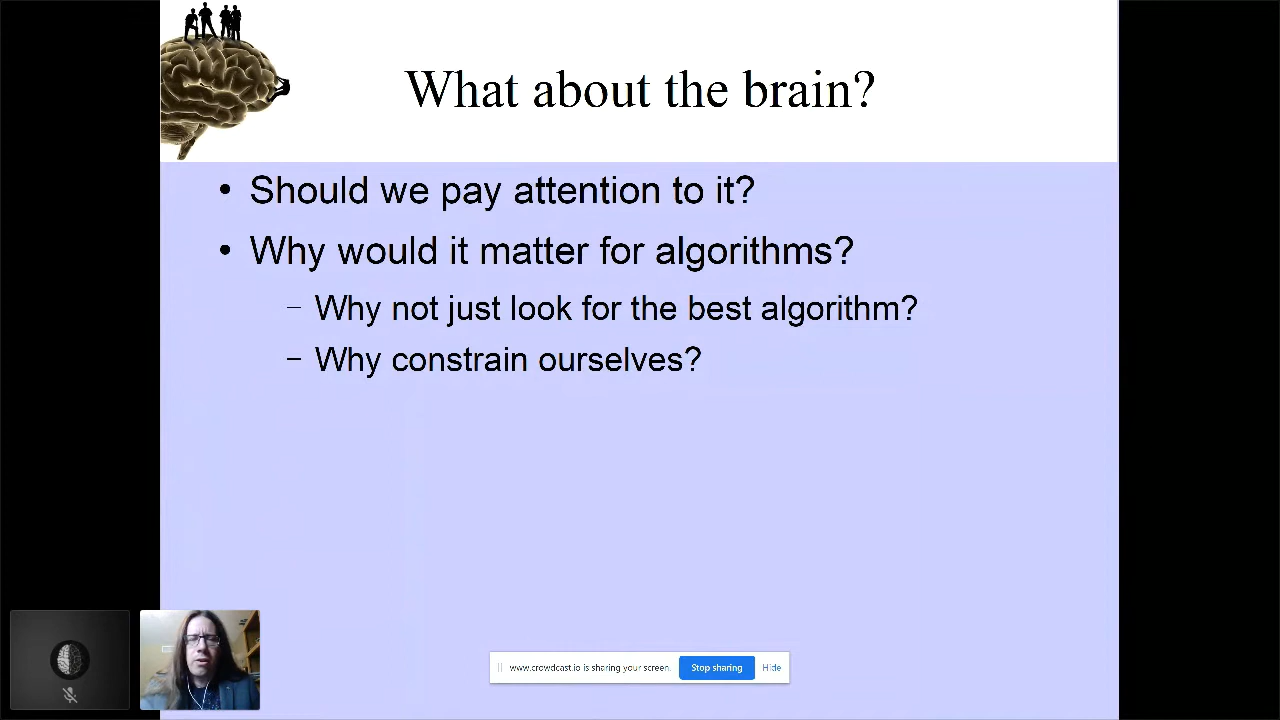 What about the brain?
• Should we pay attention to it?
• Why would it matter for algorithms?
– Why not just look for the best algorithm?
– Why constrain ourselves?
www.crowdcast.io is sharing your screen. Stop sharing Hide